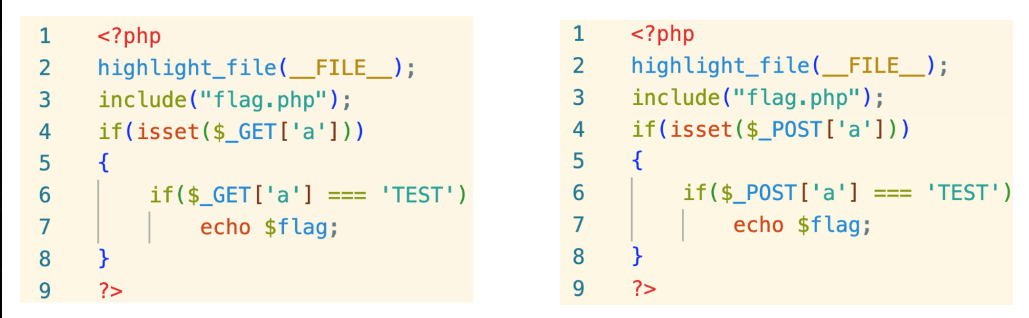 1 <?php
2 highlight_file(__FILE__);
3 include("flag.php");
4 if(isset($_GET['a']))
5 {
6 if($_GET['a'] === 'TEST')
7 echo $flag;
8 }
9 ?>
1 <?php
2 highlight_file(__FILE__);
3 include("flag.php");
4 if(isset($_POST['a']))
5 {
6 if($_POST['a'] === 'TEST')
7 echo $flag;
8 }
9 ?>